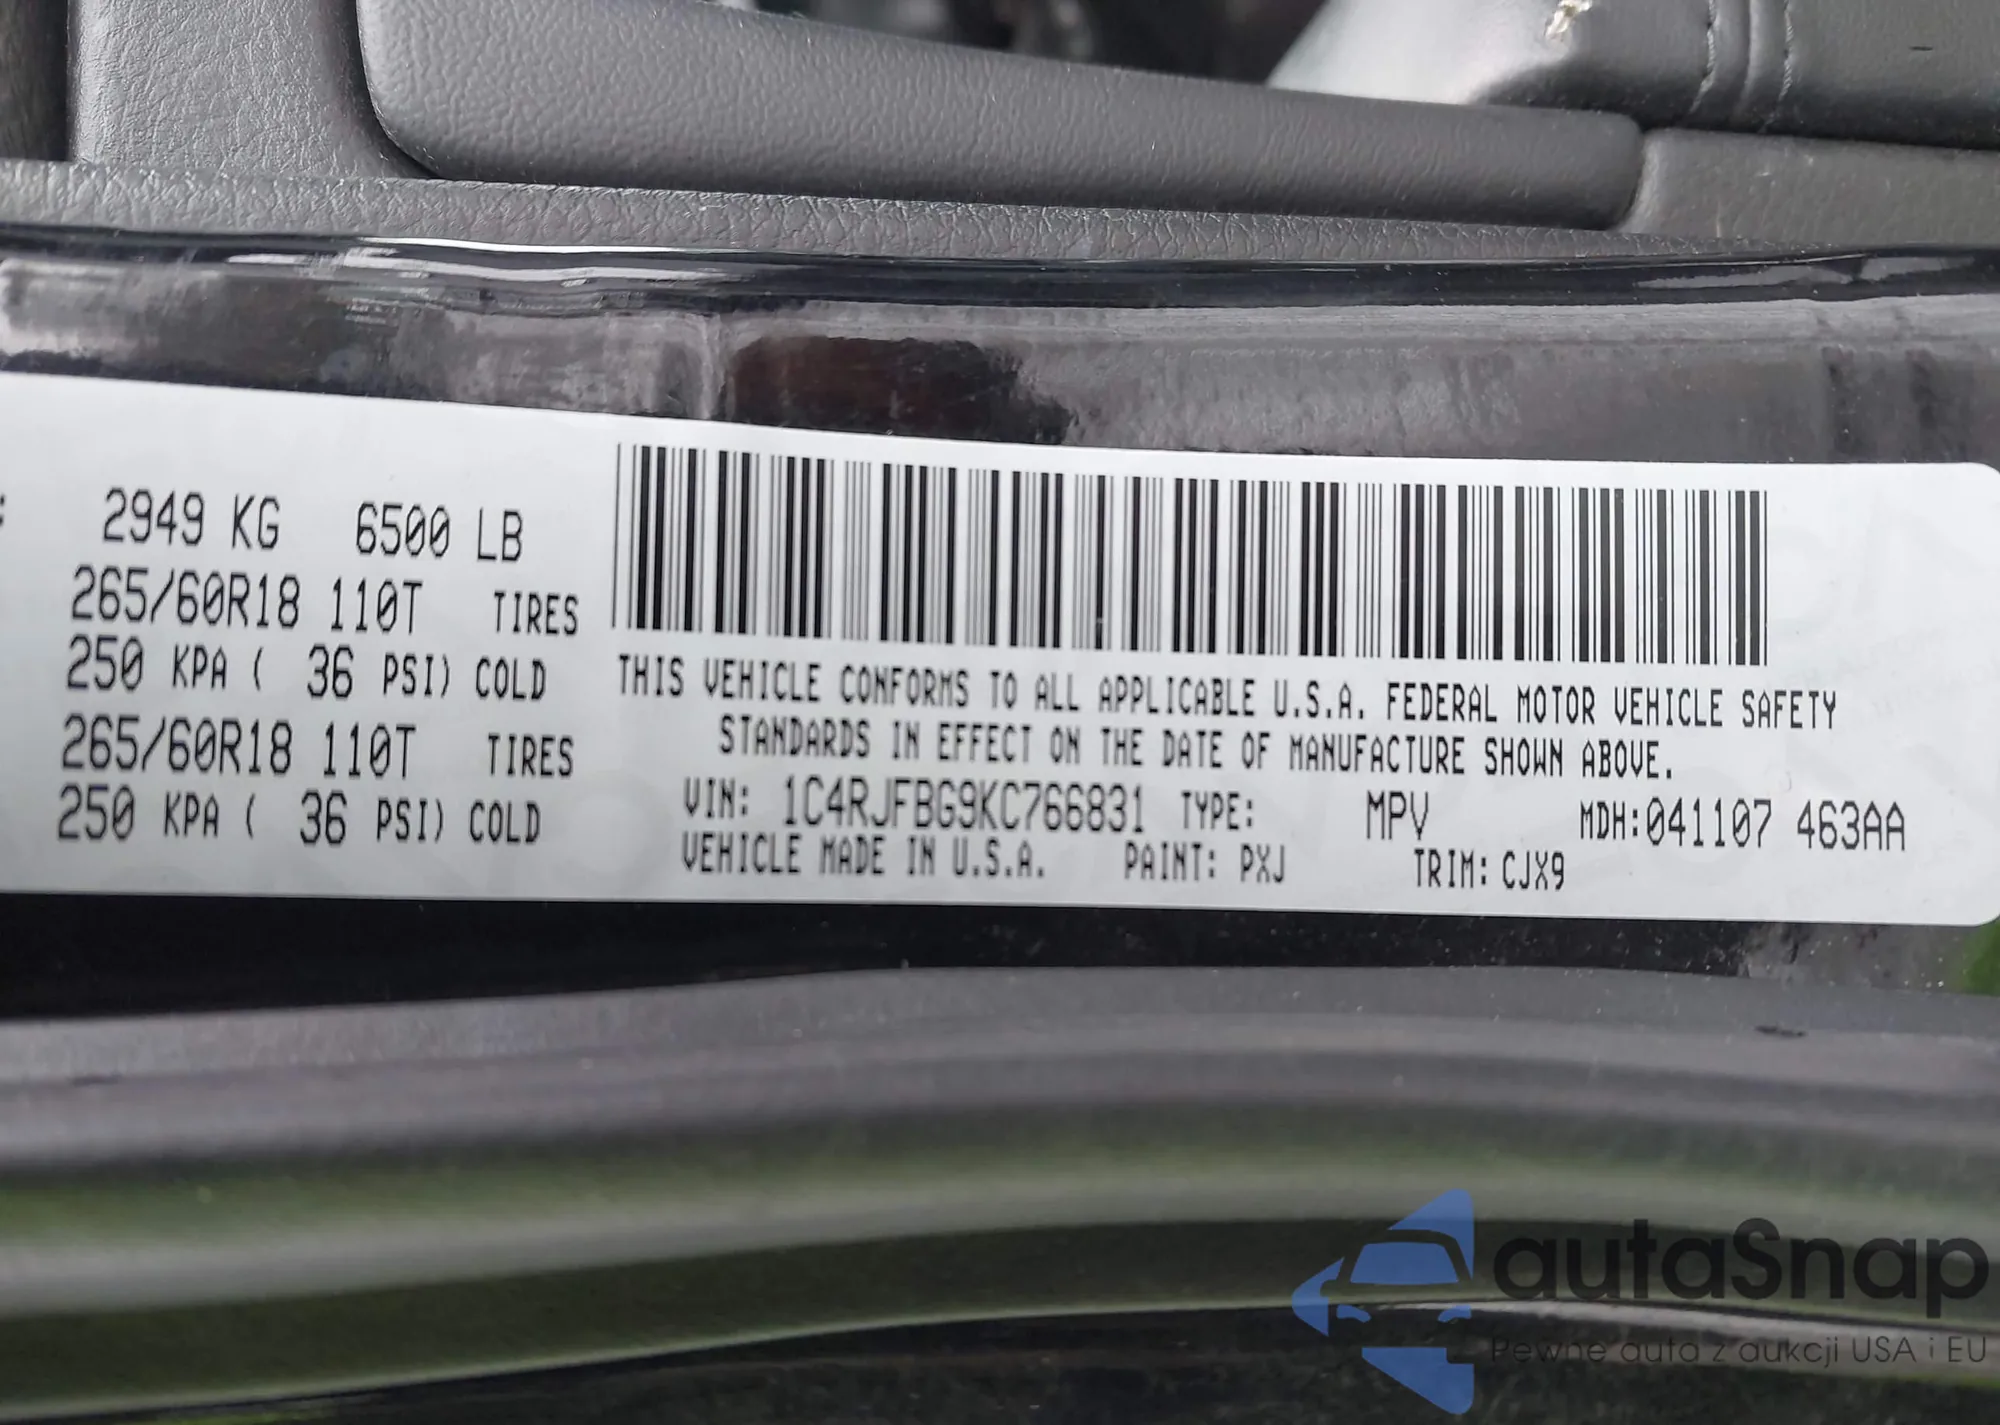 : 2949 KG 6500 LB
265/60R18 110T TIRES
250 KPA ( 36 PSI) COLD
265/60R18 110T TIRES
250 KPA ( 36 PSI) COLD
THIS VEHICLE CONFORMS TO ALL APPLICABLE U.S.A. FEDERAL MOTOR VEHICLE SAFETY
STANDARDS IN EFFECT ON THE DATE OF MANUFACTURE SHOWN ABOVE.
VIN: 1C4RJFBG9KC766831 TYPE: MPV MDH:041107 463AA
VEHICLE MADE IN U.S.A. PAINT: PXJ TRIM: CJX9
autaSnap
Pewne auta z aukcji USA i EU